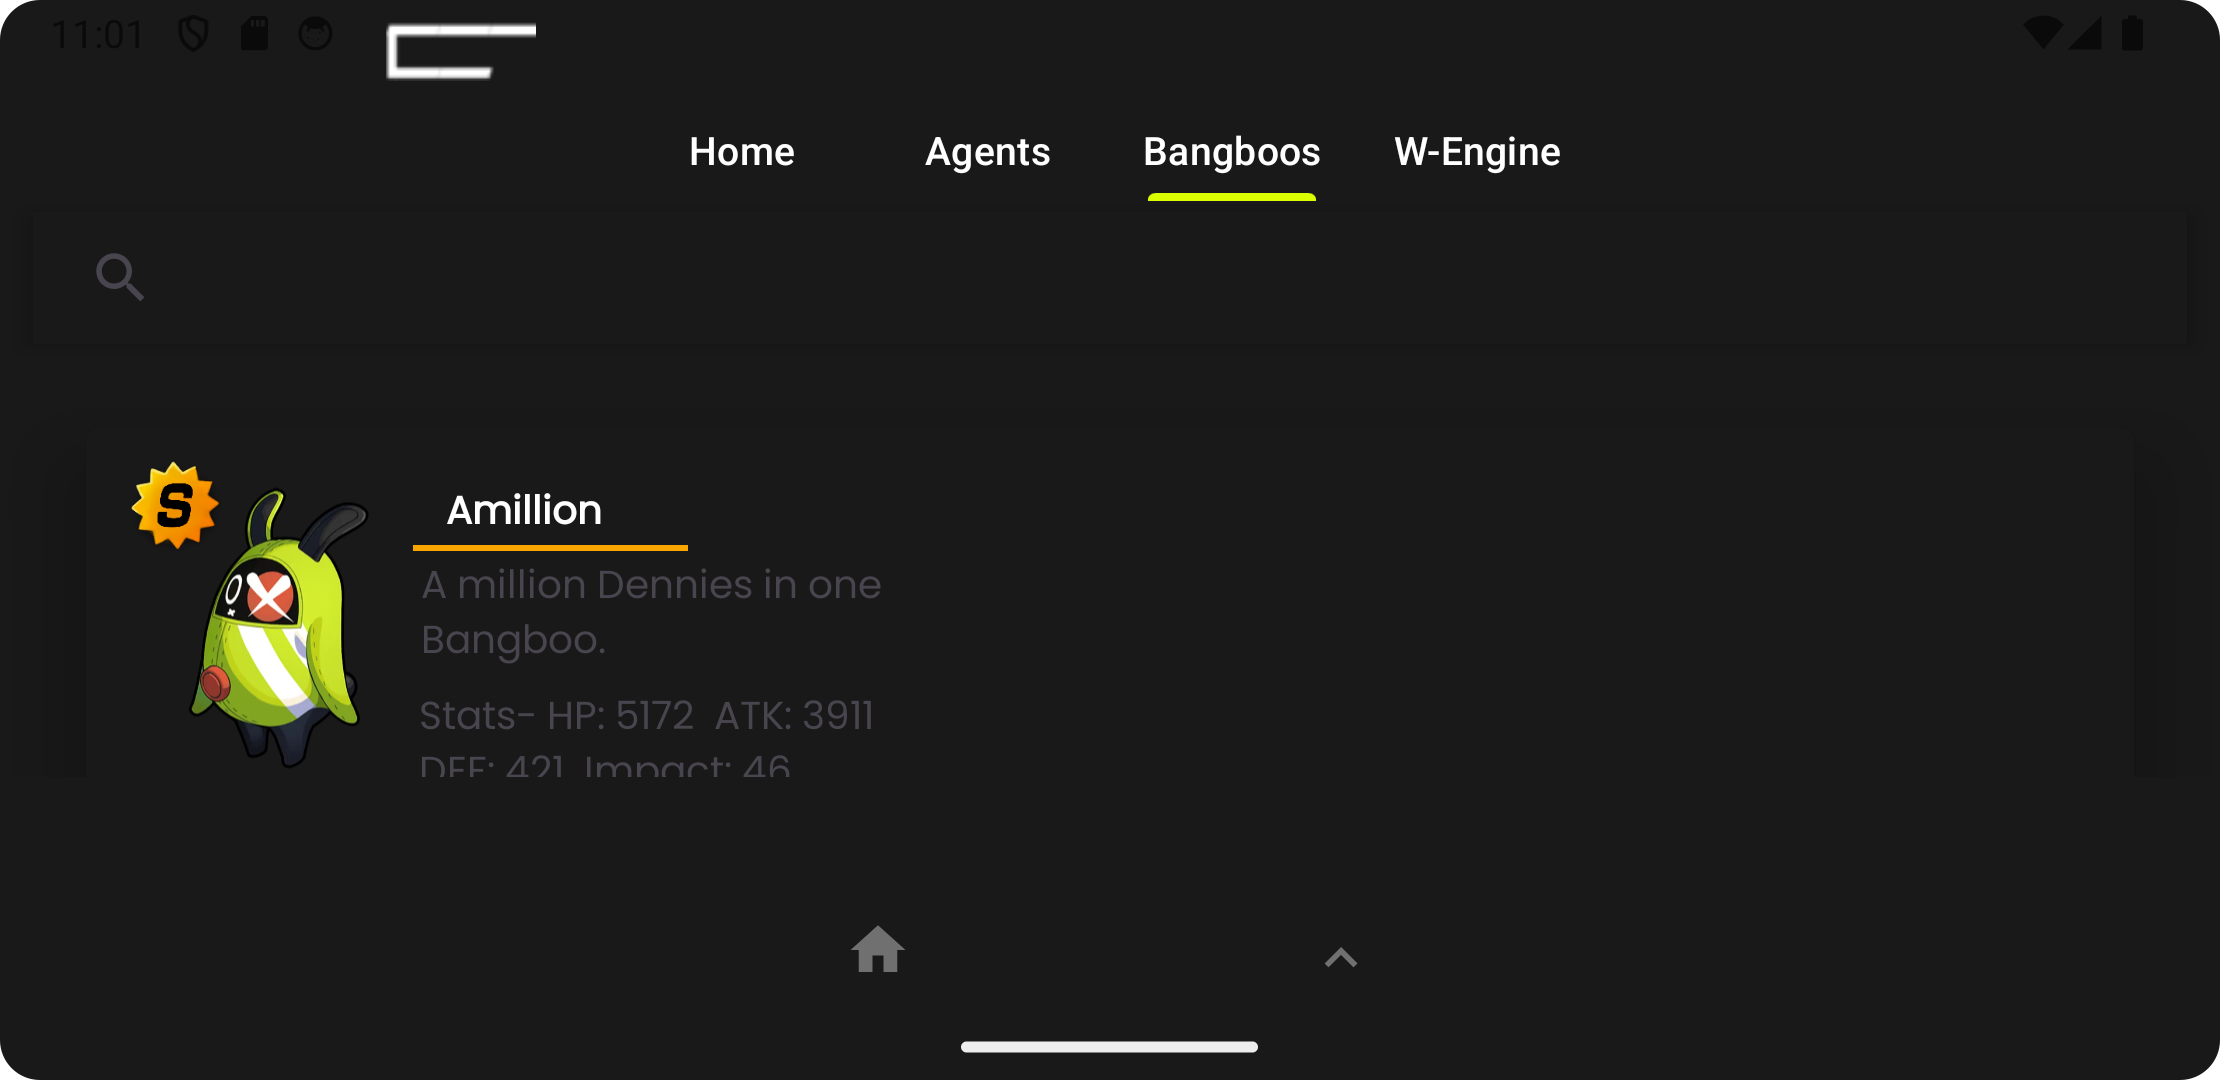 11:01
Home Agents Bangboos W-Engine
S
Amillion
A million Dennies in one
Bangboo.
Stats- HP: 5172 ATK: 3911
DEF: 421 Impact: 46